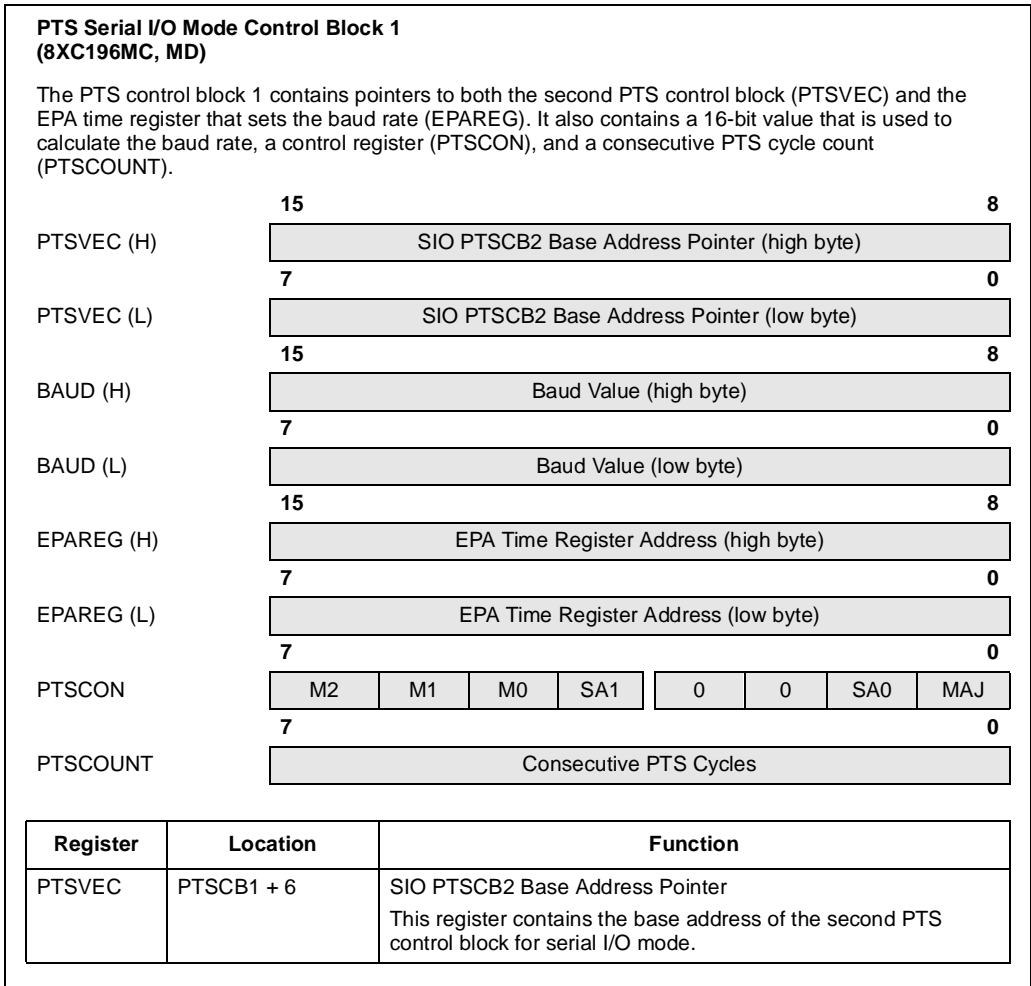 PTS Serial I/O Mode Control Block 1
(8XC196MC, MD)
The PTS control block 1 contains pointers to both the second PTS control block (PTSVEC) and the
EPA time register that sets the baud rate (EPAREG). It also contains a 16-bit value that is used to
calculate the baud rate, a control register (PTSCON), and a consecutive PTS cycle count
(PTSCOUNT).
15 8
PTSVEC (H) SIO PTSCB2 Base Address Pointer (high byte)
7 0
PTSVEC (L) SIO PTSCB2 Base Address Pointer (low byte)
15 8
BAUD (H) Baud Value (high byte)
7 0
BAUD (L) Baud Value (low byte)
15 8
EPAREG (H) EPA Time Register Address (high byte)
7 0
EPAREG (L) EPA Time Register Address (low byte)
7 0
PTSCON M2 M1 M0 SA1 0 0 SA0 MAJ
7 0
PTSCOUNT Consecutive PTS Cycles
Register Location Function
PTSVEC PTSCB1 + 6 SIO PTSCB2 Base Address Pointer
This register contains the base address of the second PTS
control block for serial I/O mode.